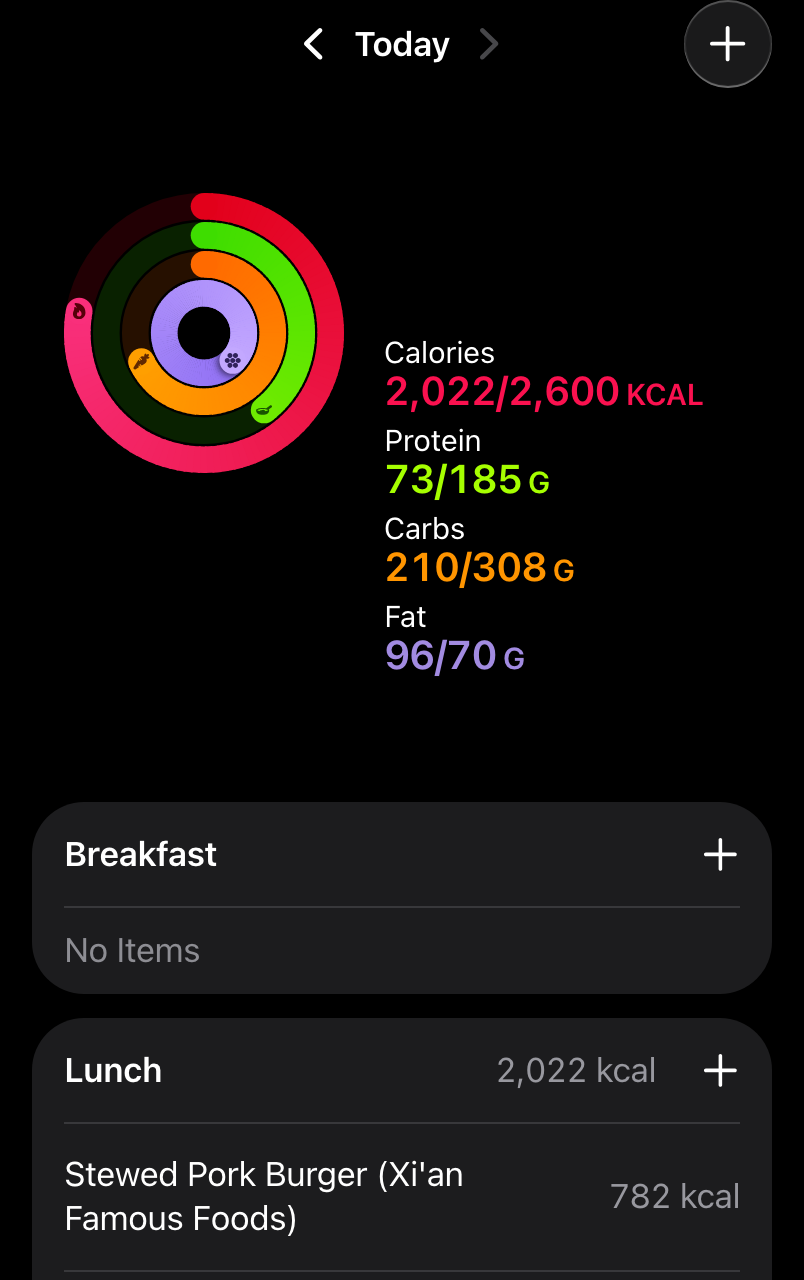 Today
Calories
2,022/2,600 KCAL
Protein
73/185 G
Carbs
210/308 G
Fat
96/70 G
Breakfast
No Items
Lunch 2,022 kcal
Stewed Pork Burger (Xi'an
Famous Foods)
782 kcal